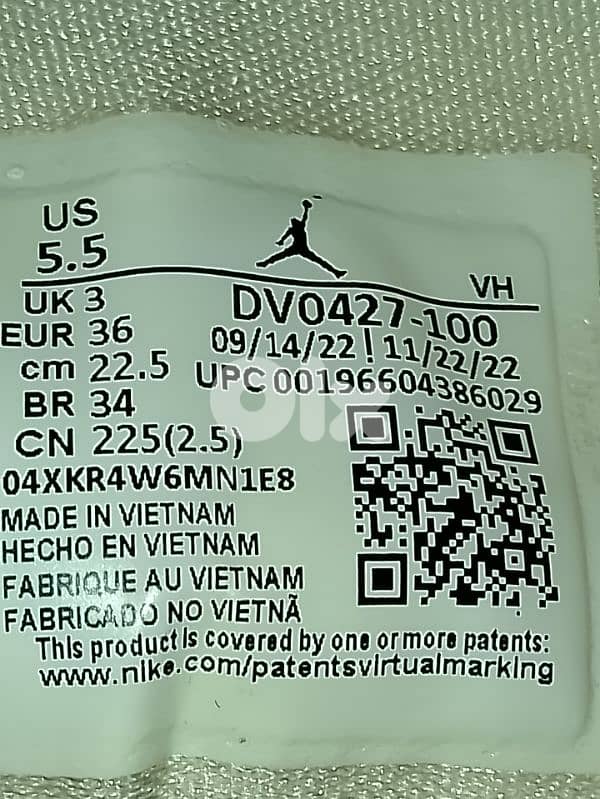 US
5.5
VH
UK 3
DV0427-100
EUR 36
09/14/22 | 11/22/22
cm 22.5
UPC 00196604386029
BR 34
olx
CN 225(2.5)
04XKR4W6MN1E8
MADE IN VIETNAM
HECHO EN VIETNAM
FABRIQUE AU VIETNAM
FABRICADO NO VIETNÃ
This product is covered by one or more patents:
www.nike.com/patentsvirtualmarking